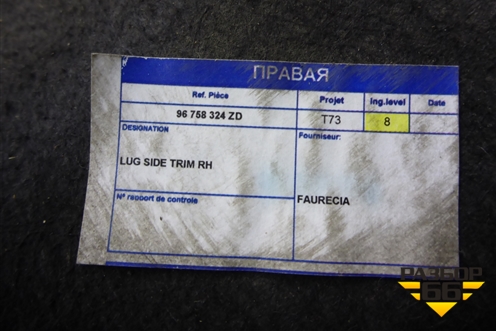 ПРАВАЯ
Ref. Pièce Projet Ing.level Date
96 758 324 ZD T73 8
DESIGNATION Fourniseur:
LUG SIDE TRIM RH
N° rapport de controle FAURECIA
РАЗБОР
66